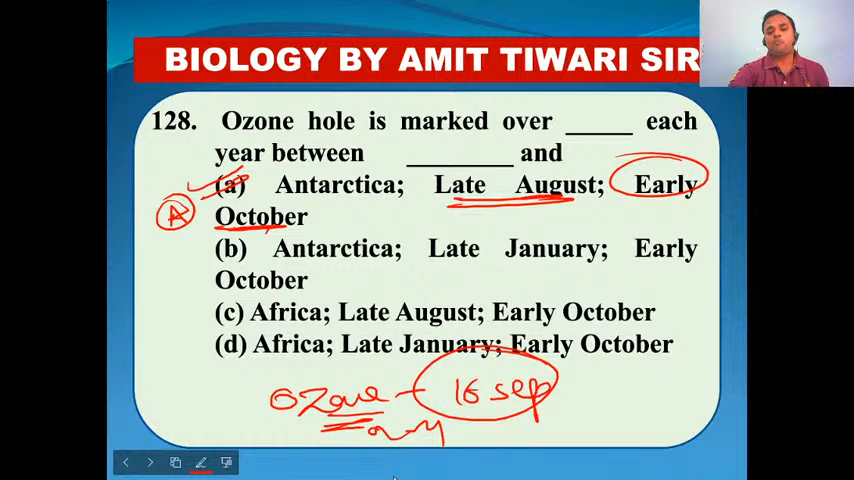 BIOLOGY BY AMIT TIWARI SIR
128. Ozone hole is marked over _____ each
year between ________ and
(a) Antarctica; Late August; Early
A
October
(b) Antarctica; Late January; Early
October
(c) Africa; Late August; Early October
(d) Africa; Late January; Early October
Ozone - 16 sep